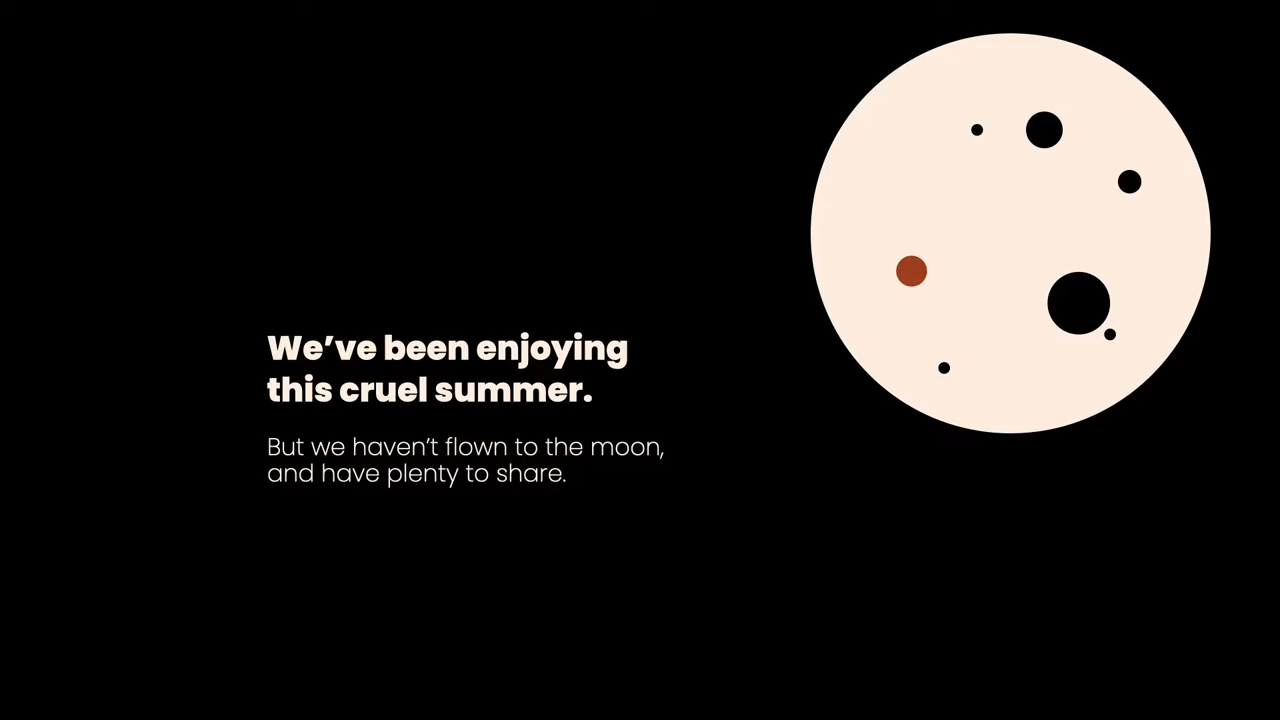 We’ve been enjoying
this cruel summer.
But we haven’t flown to the moon,
and have plenty to share.